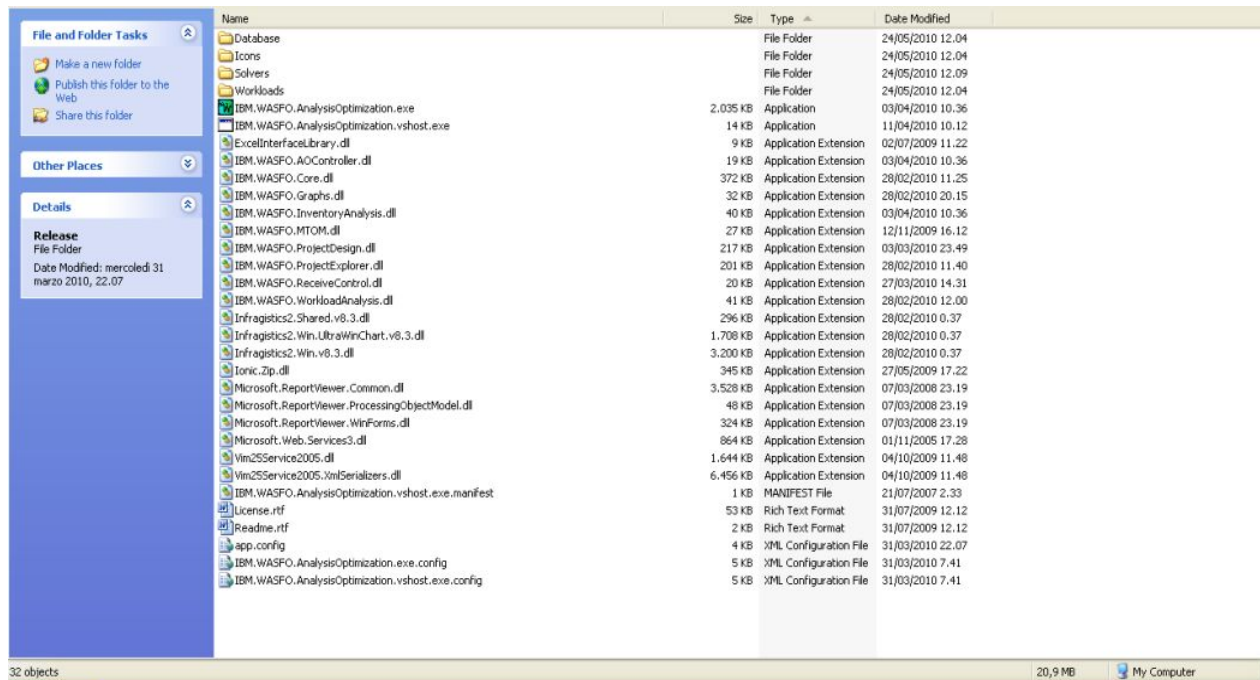 File and Folder Tasks
Make a new folder
Publish this folder to the
Web
Share this folder
Other Places
Details
Release
File Folder
Date Modified: mercoledì 31
marzo 2010, 22.07
Name Size Type Date Modified
Database File Folder 24/05/2010 12.04
Icons File Folder 24/05/2010 12.04
Solvers File Folder 24/05/2010 12.09
Workloads File Folder 24/05/2010 12.04
IBM.WASFO.AnalysisOptimization.exe 2.035 KB Application 03/04/2010 10.36
IBM.WASFO.AnalysisOptimization.vshost.exe 14 KB Application 11/04/2010 10.12
ExcelInterfaceLibrary.dll 9 KB Application Extension 02/07/2009 11.22
IBM.WASFO.AOController.dll 19 KB Application Extension 03/04/2010 10.36
IBM.WASFO.Core.dll 372 KB Application Extension 28/02/2010 11.25
IBM.WASFO.Graphs.dll 32 KB Application Extension 28/02/2010 20.15
IBM.WASFO.InventoryAnalysis.dll 40 KB Application Extension 03/04/2010 10.36
IBM.WASFO.MTOM.dll 27 KB Application Extension 12/11/2009 16.12
IBM.WASFO.ProjectDesign.dll 217 KB Application Extension 03/03/2010 23.49
IBM.WASFO.ProjectExplorer.dll 201 KB Application Extension 28/02/2010 11.40
IBM.WASFO.ReceiveControl.dll 20 KB Application Extension 27/03/2010 14.31
IBM.WASFO.WorkloadAnalysis.dll 41 KB Application Extension 28/02/2010 12.00
Infragistics2.Shared.v8.3.dll 296 KB Application Extension 28/02/2010 0.37
Infragistics2.Win.UltraWinChart.v8.3.dll 1.708 KB Application Extension 28/02/2010 0.37
Infragistics2.Win.v8.3.dll 3.200 KB Application Extension 28/02/2010 0.37
Ionic.Zip.dll 345 KB Application Extension 27/05/2009 17.22
Microsoft.ReportViewer.Common.dll 3.528 KB Application Extension 07/03/2008 23.19
Microsoft.ReportViewer.ProcessingObjectModel.dll 48 KB Application Extension 07/03/2008 23.19
Microsoft.ReportViewer.WinForms.dll 324 KB Application Extension 07/03/2008 23.19
Microsoft.Web.Services3.dll 864 KB Application Extension 01/11/2005 17.28
Vim25Service2005.dll 1.644 KB Application Extension 04/10/2009 11.48
Vim25Service2005.XmlSerializers.dll 6.456 KB Application Extension 04/10/2009 11.48
IBM.WASFO.AnalysisOptimization.vshost.exe.manifest 1 KB MANIFEST File 21/07/2007 2.33
License.rtf 53 KB Rich Text Format 31/07/2009 12.12
Readme.rtf 2 KB Rich Text Format 31/07/2009 12.12
app.config 4 KB XML Configuration File 31/03/2010 22.07
IBM.WASFO.AnalysisOptimization.exe.config 5 KB XML Configuration File 31/03/2010 7.41
IBM.WASFO.AnalysisOptimization.vshost.exe.config 5 KB XML Configuration File 31/03/2010 7.41
32 objects 20,9 MB My Computer